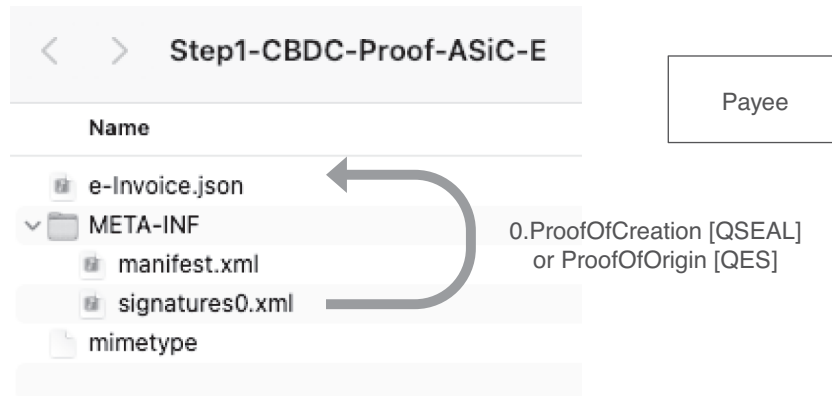 Step1-CBDC-Proof-ASiC-E
Payee
Name
e-Invoice.json
META-INF
0.ProofOfCreation [QSEAL]
or ProofOfOrigin [QES]
manifest.xml
signatures0.xml
mimetype